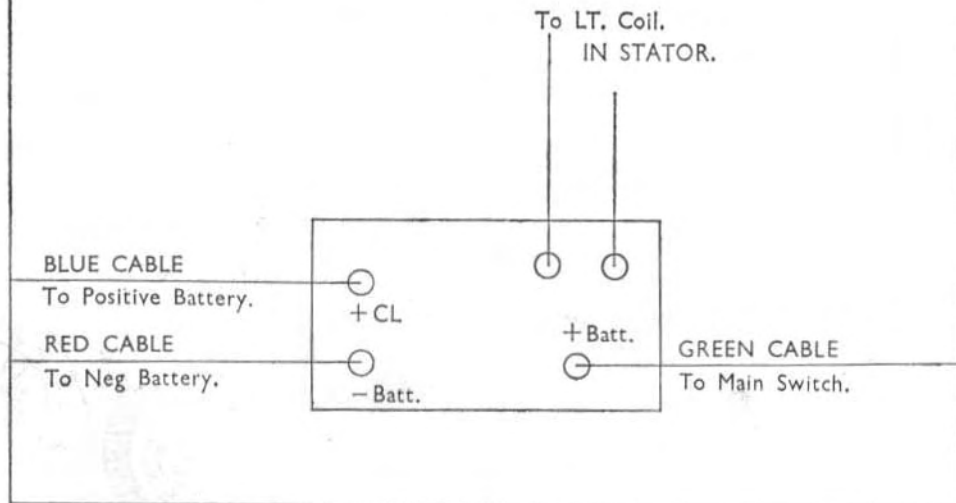 To LT. Coil.
IN STATOR.
BLUE CABLE
To Positive Battery.
+ CL
RED CABLE
To Neg Battery.
− Batt.
+ Batt.
GREEN CABLE
To Main Switch.